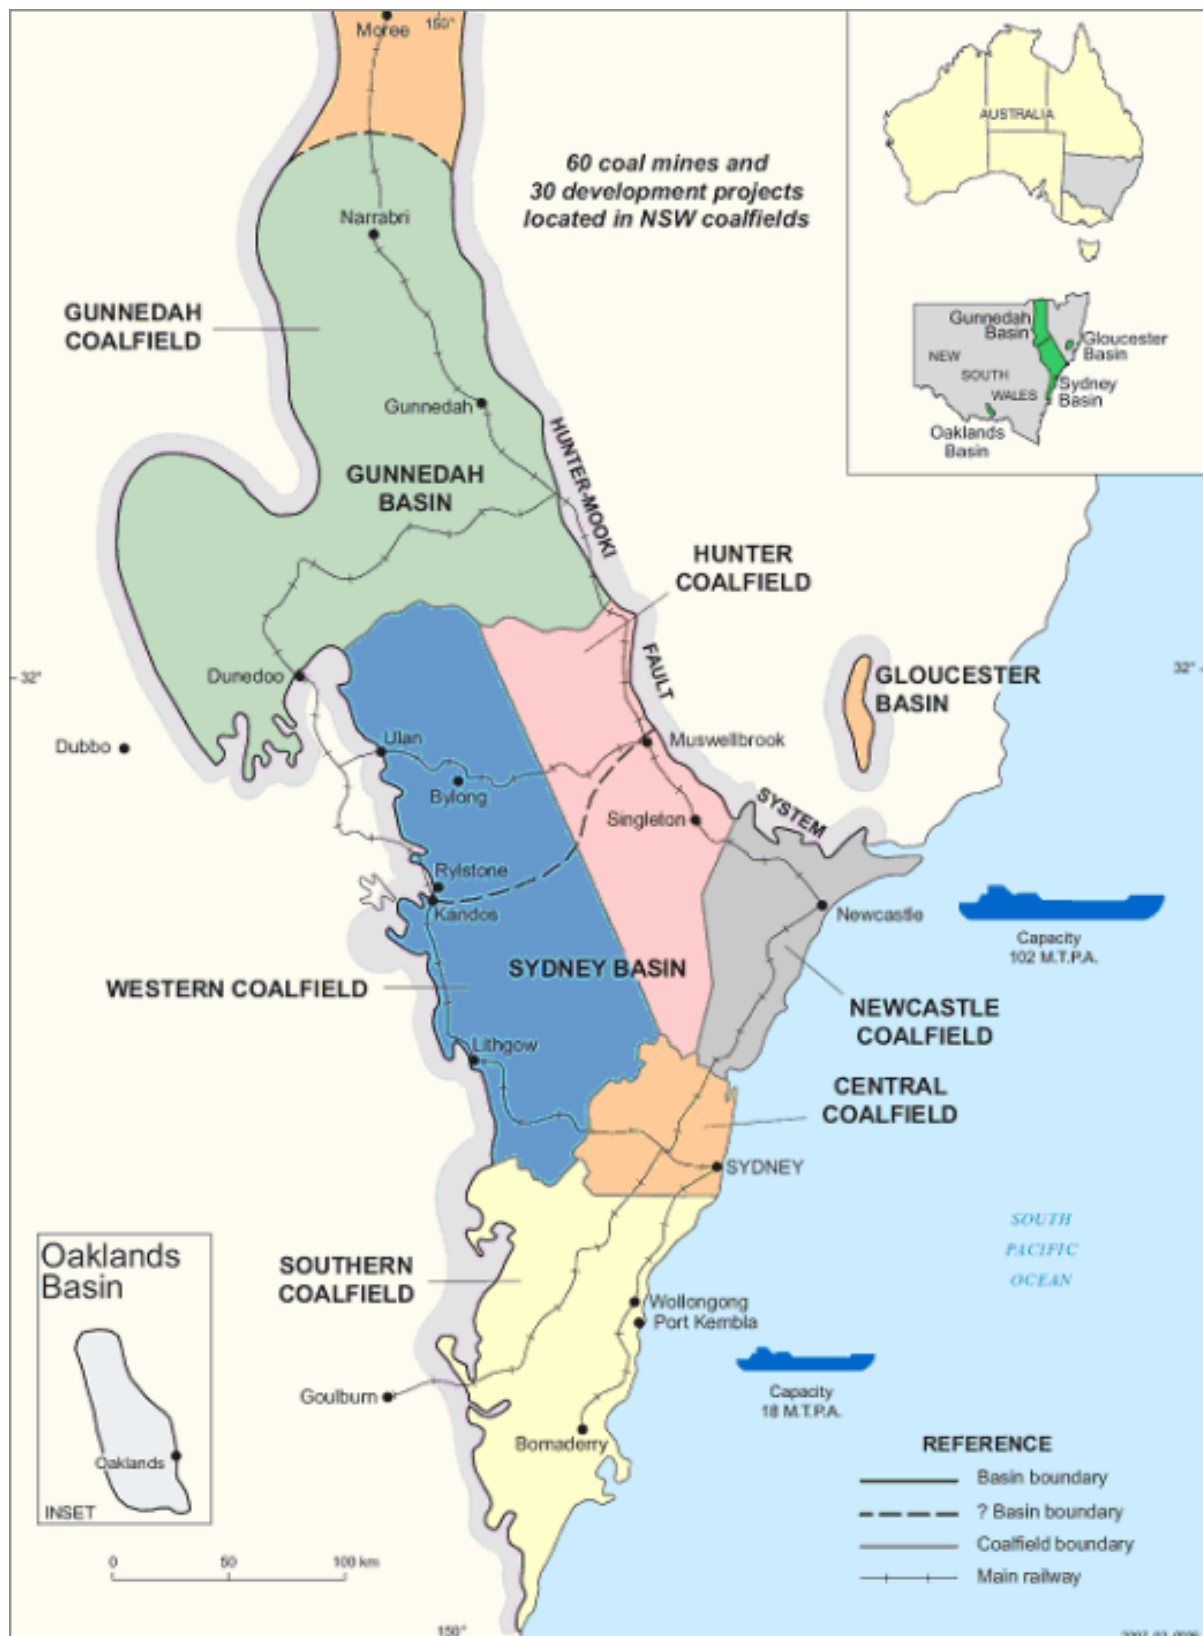 Moree
150°
60 coal mines and
30 development projects
located in NSW coalfields
AUSTRALIA
Narrabri
GUNNEDAH
COALFIELD
Gunnedah
Basin
Gloucester
Basin
NEW
SOUTH
WALES
Sydney
Basin
Oaklands
Basin
Gunnedah
GUNNEDAH
BASIN
HUNTER-MOOKI
FAULT
SYSTEM
HUNTER
COALFIELD
32°
32°
Dunedoo
GLOUCESTER
BASIN
Dubbo
Ulan
Muswellbrook
Bylong
Singleton
Rylstone
Kandos
Newcastle
Capacity
102 M.T.P.A.
SYDNEY BASIN
WESTERN COALFIELD
NEWCASTLE
COALFIELD
Lithgow
CENTRAL
COALFIELD
SYDNEY
SOUTH
PACIFIC
OCEAN
Oaklands
Basin
SOUTHERN
COALFIELD
Wollongong
Port Kembla
Goulburn
Capacity
18 M.T.P.A.
Bomaderry
Oaklands
INSET
REFERENCE
Basin boundary
? Basin boundary
Coalfield boundary
Main railway
0 50 100 km
150°